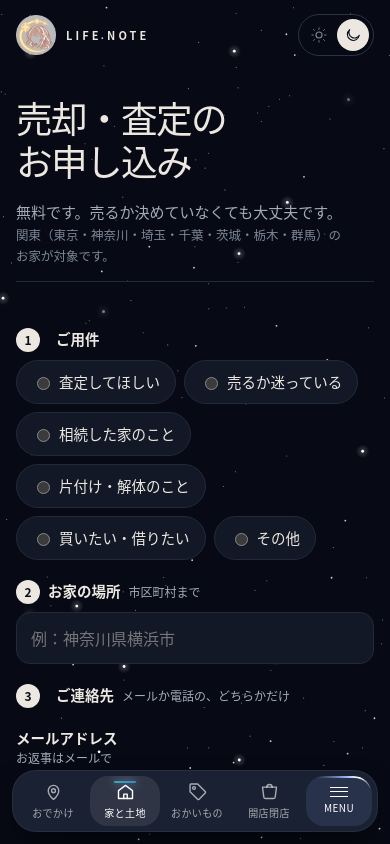 LIFE.NOTE
売却・査定の
お申し込み
無料です。売るか決めていなくても大丈夫です。
関東（東京・神奈川・埼玉・千葉・茨城・栃木・群馬）の
お家が対象です。
1 ご用件
査定してほしい
売るか迷っている
相続した家のこと
片付け・解体のこと
買いたい・借りたい
その他
2 お家の場所 市区町村まで
例：神奈川県横浜市
3 ご連絡先 メールか電話の、どちらかだけ
メールアドレス
お返事はメールで
おでかけ
家と土地
おかいもの
開店閉店
MENU